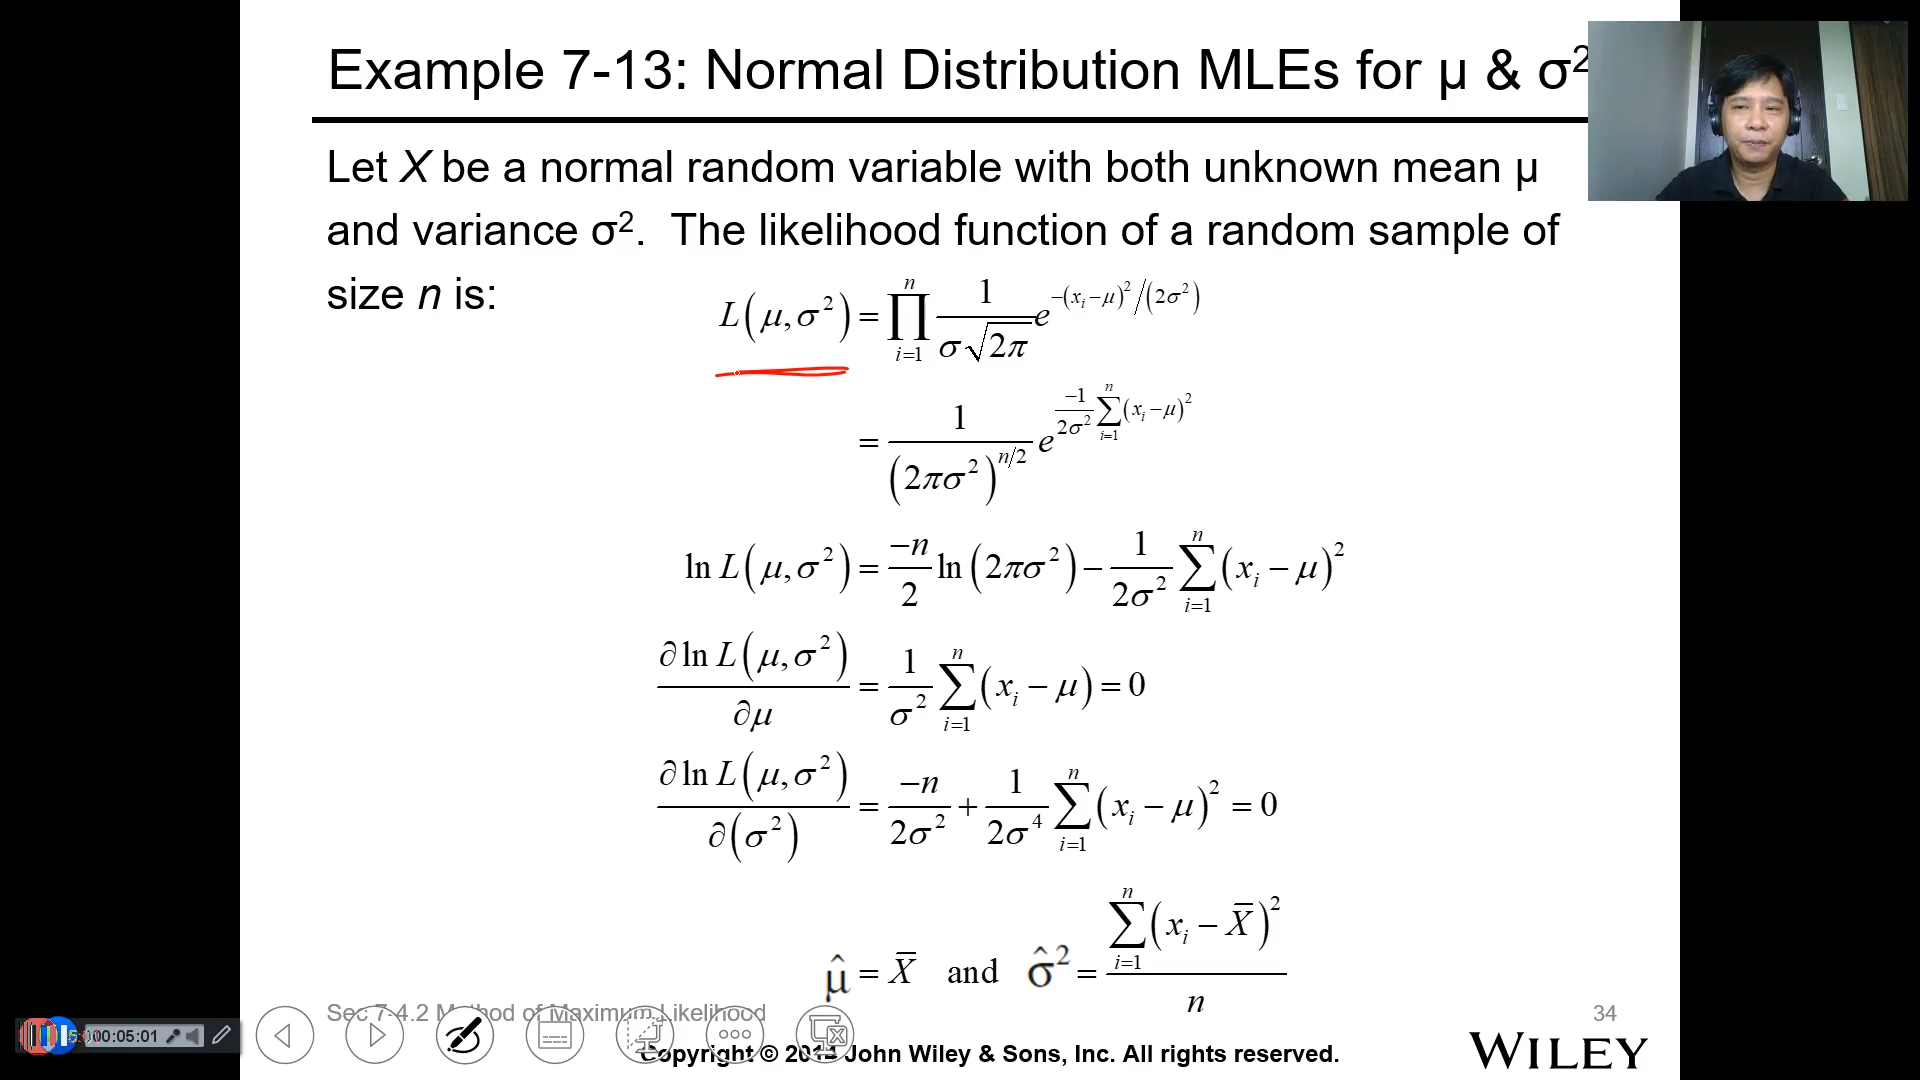 Example 7-13: Normal Distribution MLEs for μ & σ²
Let X be a normal random variable with both unknown mean μ
and variance σ². The likelihood function of a random sample of
size n is:
L(μ,σ²) = ∏_{i=1}^{n} 1/(σ√(2π)) e^{-(x_i-μ)²/(2σ²)}
= 1/(2πσ²)^{n/2} e^{-1/(2σ²) ∑_{i=1}^{n} (x_i-μ)²}
ln L(μ,σ²) = -n/2 ln(2πσ²) - 1/(2σ²) ∑_{i=1}^{n} (x_i - μ)²
∂ ln L(μ,σ²)/∂μ = 1/σ² ∑_{i=1}^{n} (x_i - μ) = 0
∂ ln L(μ,σ²)/∂(σ²) = -n/(2σ²) + 1/(2σ⁴) ∑_{i=1}^{n} (x_i - μ)² = 0
μ̂ = X̄ and σ̂² = ∑_{i=1}^{n} (x_i - X̄)² / n
Sec 7-4.2 Method of Maximum Likelihood
34
00:05:01
Copyright © 2014 John Wiley & Sons, Inc. All rights reserved.
WILEY